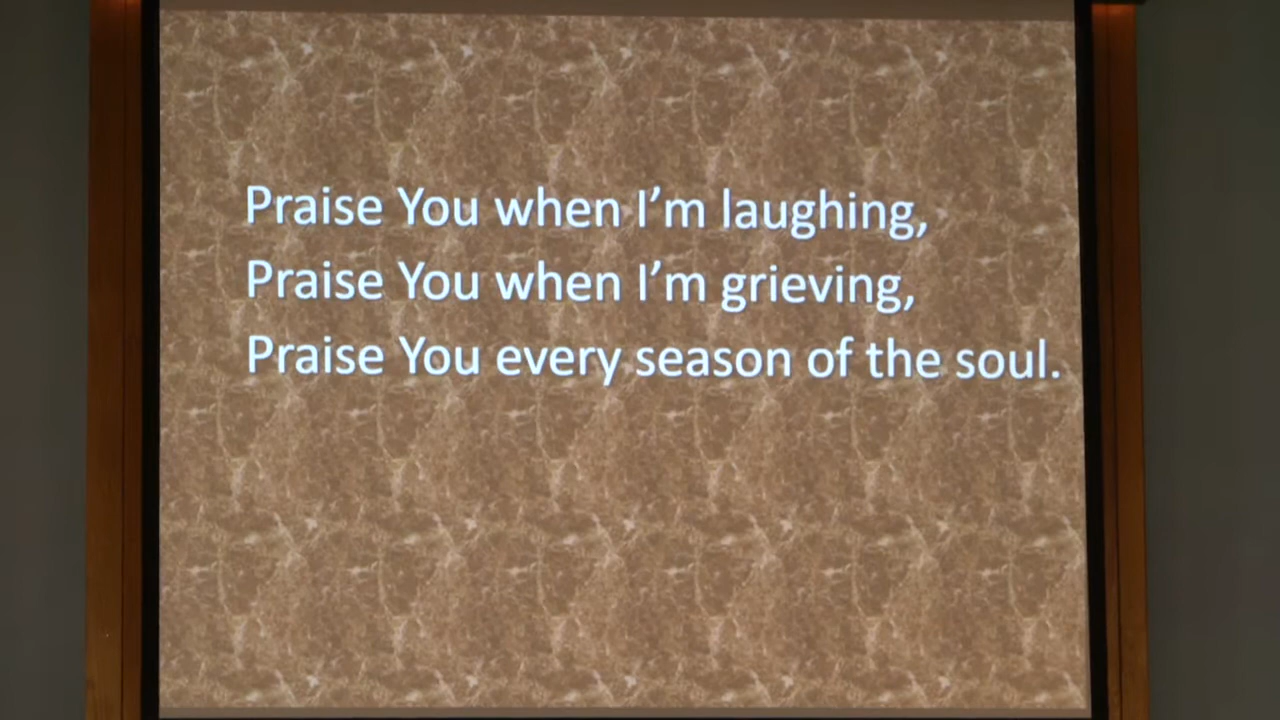 Praise You when I'm laughing,
Praise You when I'm grieving,
Praise You every season of the soul.